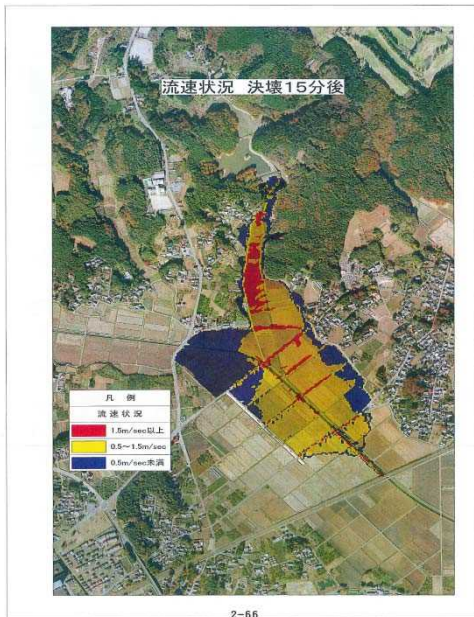 流速状況 決壊15分後
凡 例
流速状況
1.5m/sec以上
0.5～1.5m/sec
0.5m/sec未満
2-66